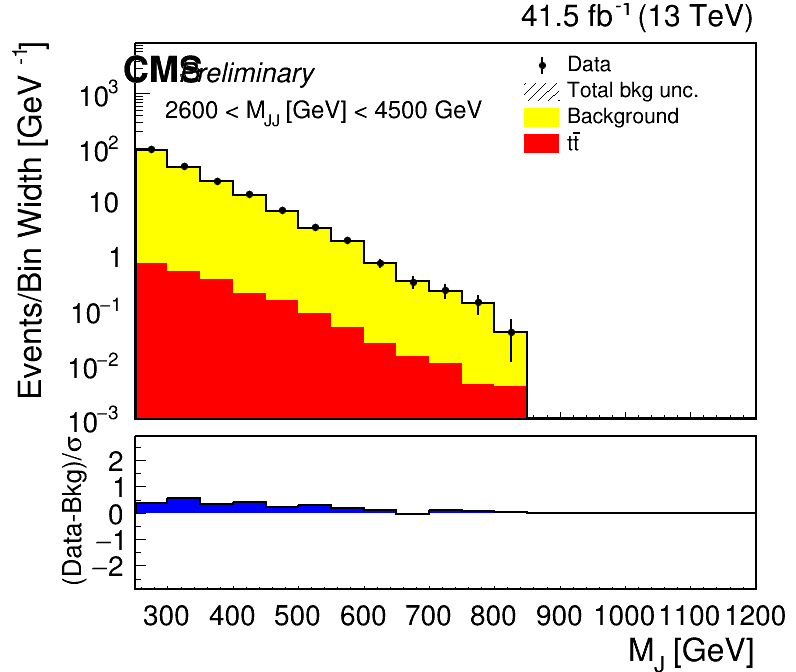 41.5 fb⁻¹ (13 TeV)
CMS Preliminary
2600 < M_JJ [GeV] < 4500 GeV
Data
Total bkg unc.
Background
tt̄
Events/Bin Width [GeV⁻¹]
10³
10²
10
1
10⁻¹
10⁻²
10⁻³
(Data-Bkg)/σ
2
1
0
−1
−2
300 400 500 600 700 800 900 1000 1100 1200
M_J [GeV]